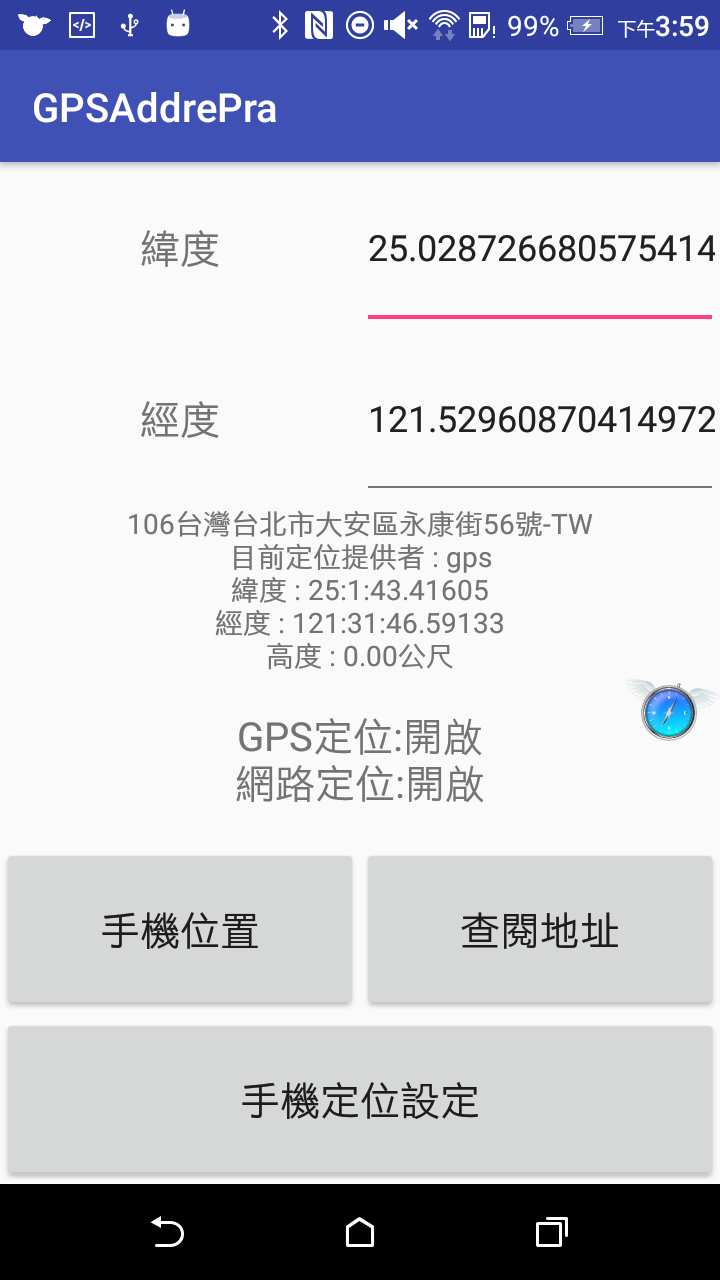 99% 下午3:59
GPSAddrePra
緯度 25.028726680575414
經度 121.52960870414972
106台灣台北市大安區永康街56號-TW
目前定位提供者 : gps
緯度 : 25:1:43.41605
經度 : 121:31:46.59133
高度 : 0.00公尺
GPS定位:開啟
網路定位:開啟
手機位置 查閱地址
手機定位設定